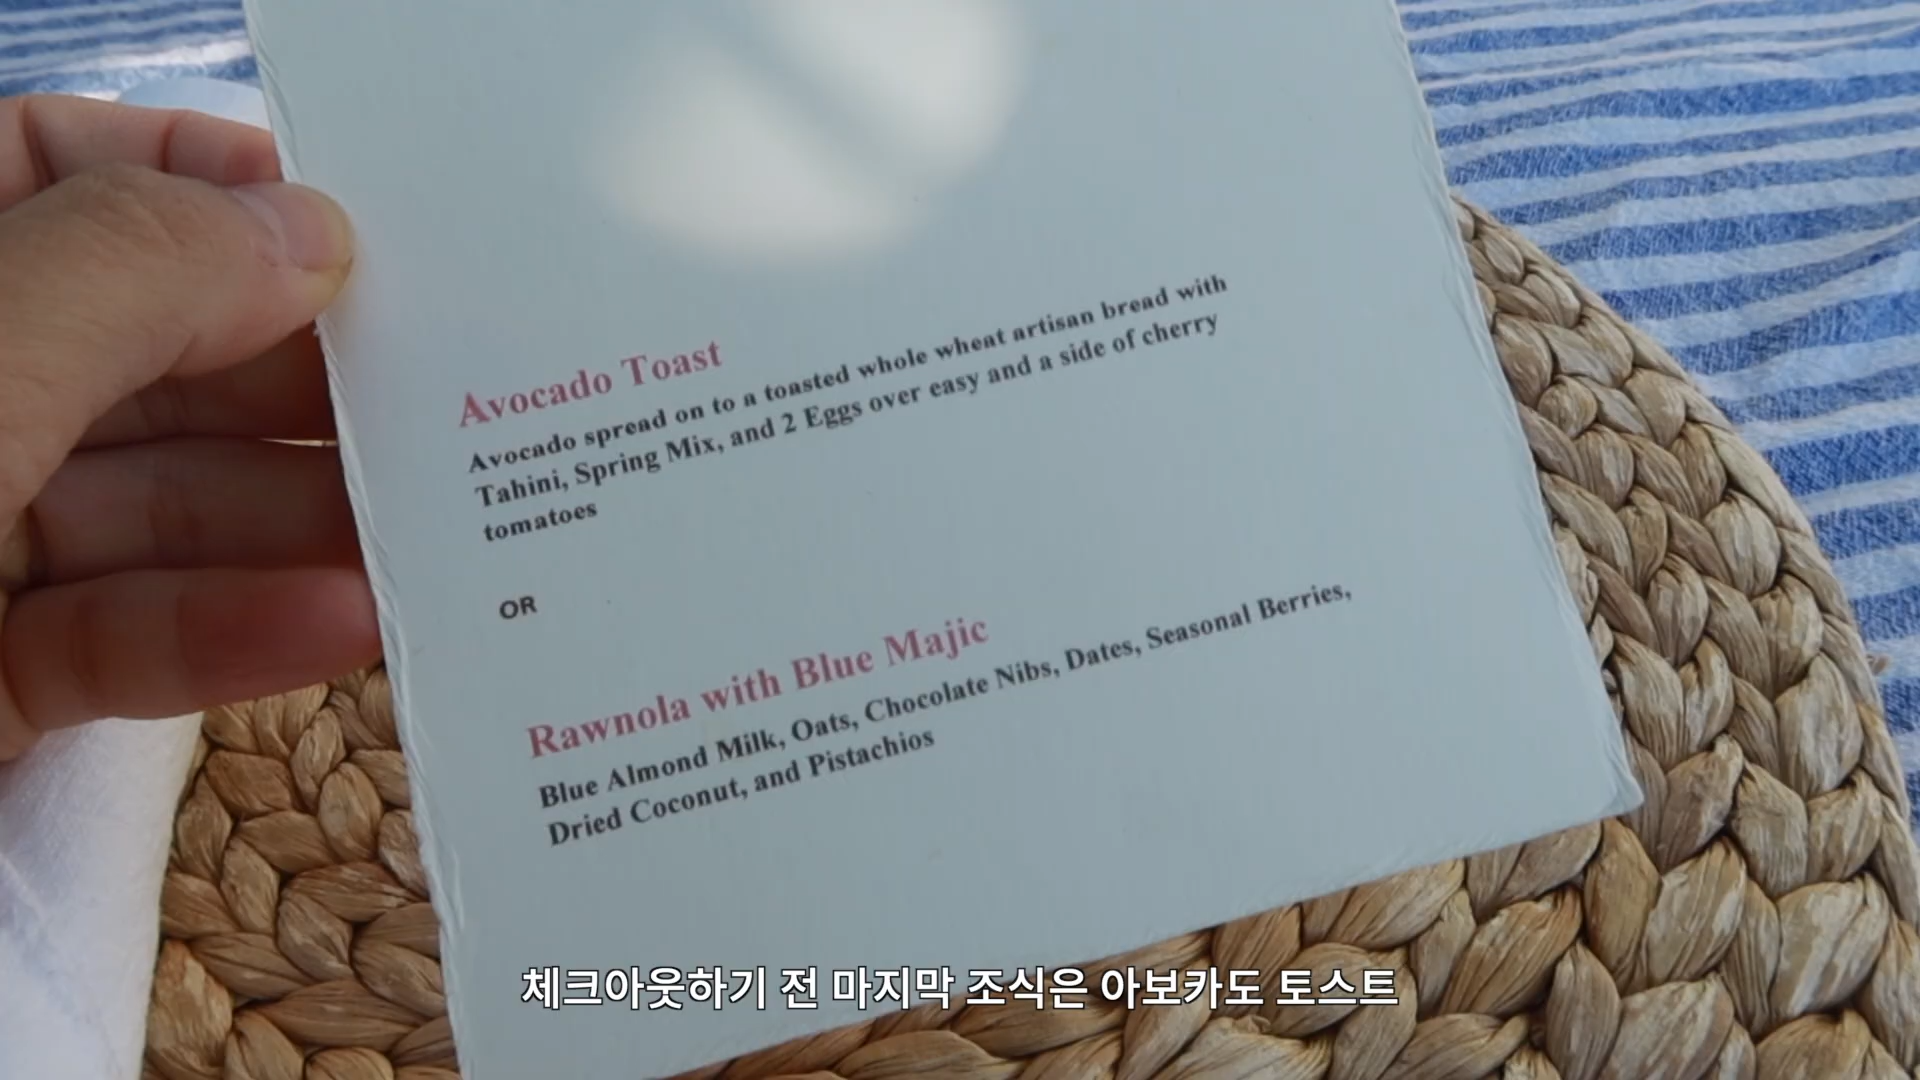 Avocado Toast
Avocado spread on to a toasted whole wheat artisan bread with
Tahini, Spring Mix, and 2 Eggs over easy and a side of cherry
tomatoes
OR
Rawnola with Blue Majic
Blue Almond Milk, Oats, Chocolate Nibs, Dates, Seasonal Berries,
Dried Coconut, and Pistachios
체크아웃하기 전 마지막 조식은 아보카도 토스트